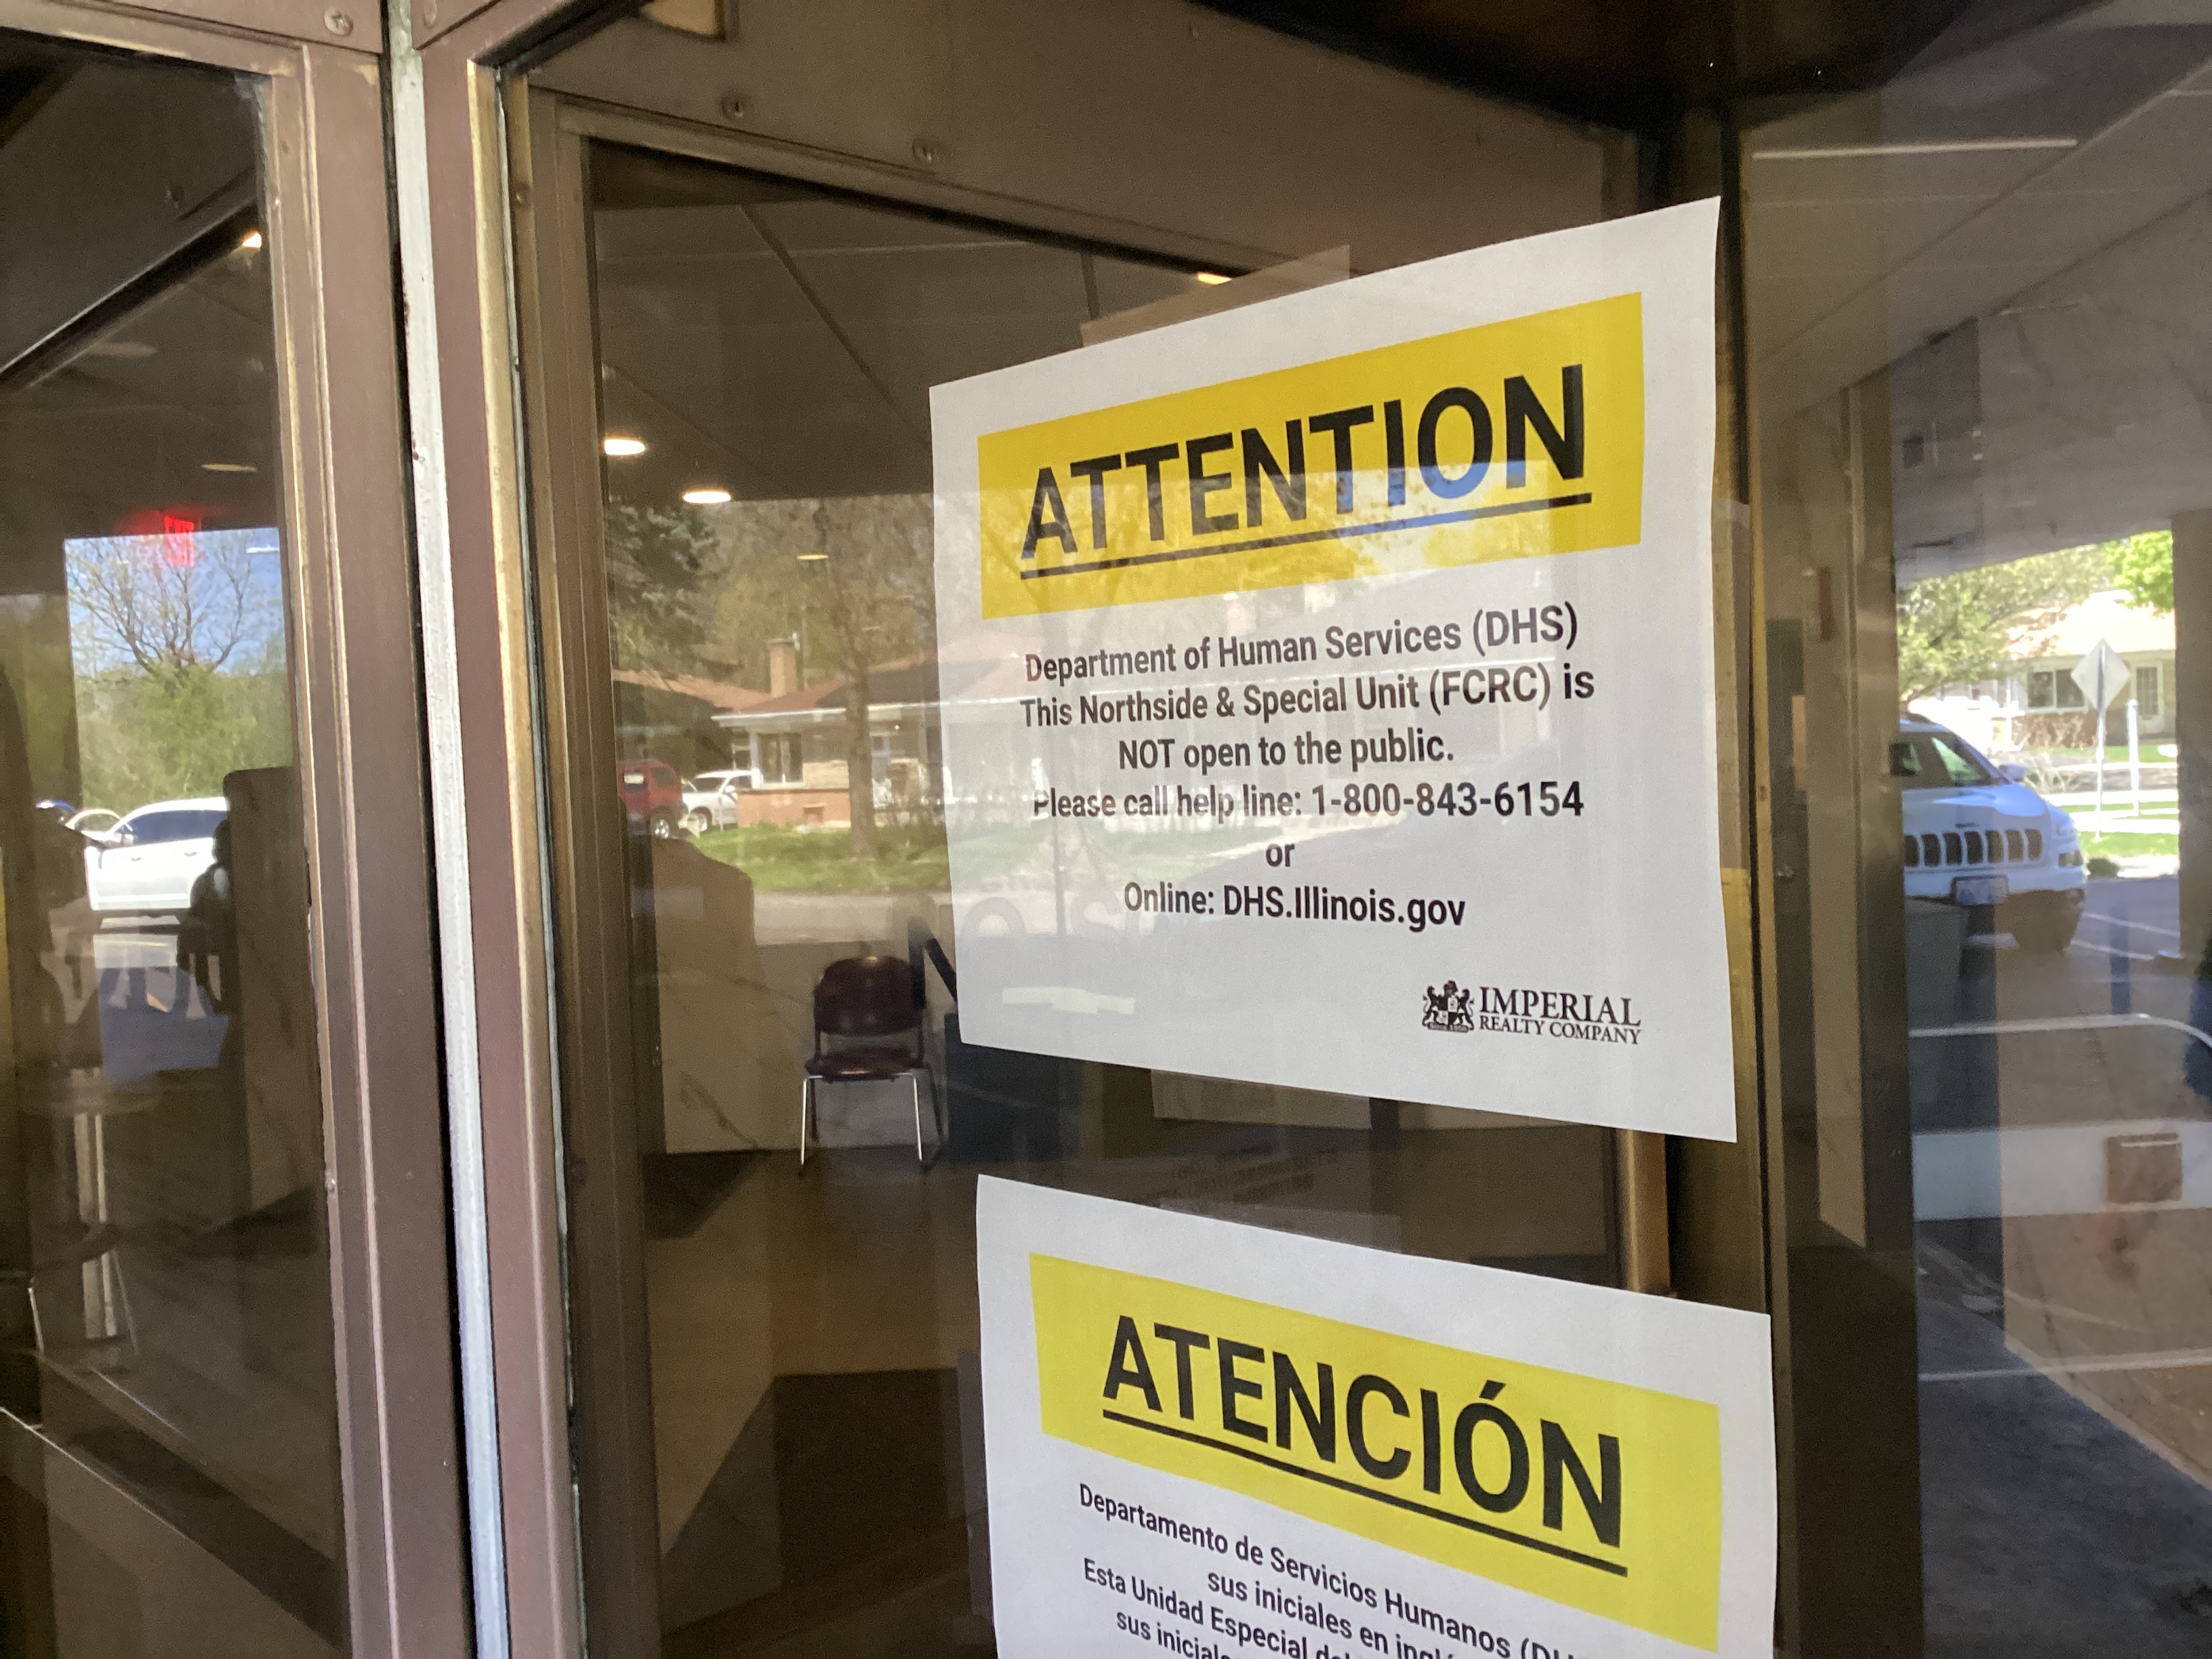 ATTENTION
Department of Human Services (DHS)
This Northside & Special Unit (FCRC) is
NOT open to the public.
Please call help line: 1-800-843-6154
or
Online: DHS.Illinois.gov
IMPERIAL
REALTY COMPANY
ATENCIÓN
Departamento de Servicios Humanos
sus iniciales en
Esta Unidad Especial
sus